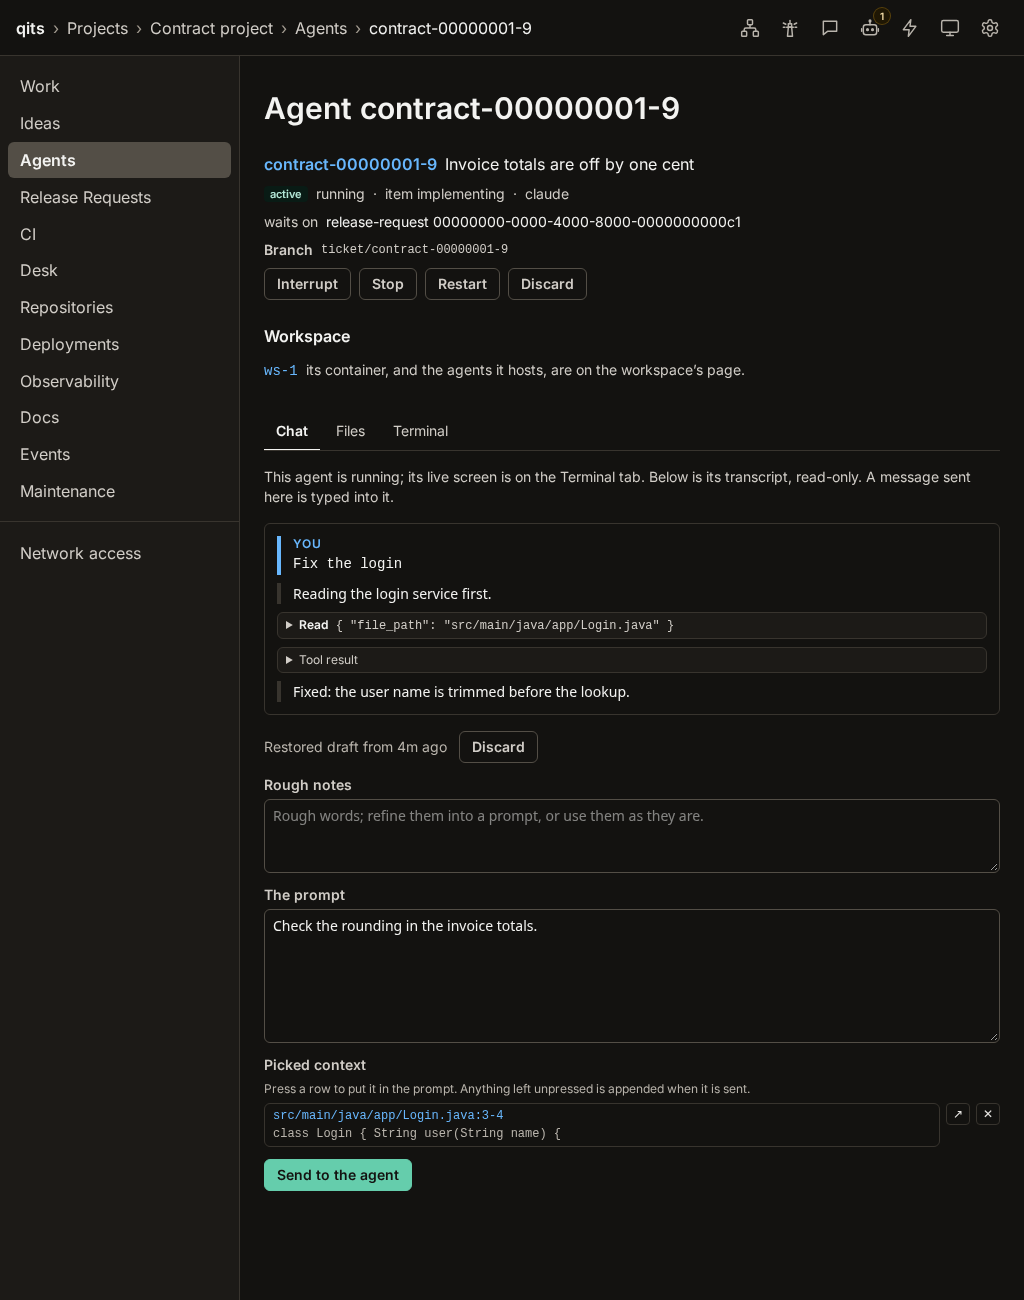 qits › Projects › Contract project › Agents › contract-00000001-9
1
Work
Ideas
Agents
Release Requests
CI
Desk
Repositories
Deployments
Observability
Docs
Events
Maintenance
Network access
Agent contract-00000001-9
contract-00000001-9 Invoice totals are off by one cent
active running · item implementing · claude
waits on release-request 00000000-0000-4000-8000-0000000000c1
Branch ticket/contract-00000001-9
Interrupt Stop Restart Discard
Workspace
ws-1 its container, and the agents it hosts, are on the workspace’s page.
Chat Files Terminal
This agent is running; its live screen is on the Terminal tab. Below is its transcript, read-only. A message sent
here is typed into it.
YOU
Fix the login
Reading the login service first.
Read { "file_path": "src/main/java/app/Login.java" }
Tool result
Fixed: the user name is trimmed before the lookup.
Restored draft from 4m ago Discard
Rough notes
Rough words; refine them into a prompt, or use them as they are.
The prompt
Check the rounding in the invoice totals.
Picked context
Press a row to put it in the prompt. Anything left unpressed is appended when it is sent.
src/main/java/app/Login.java:3-4
class Login { String user(String name) {
Send to the agent